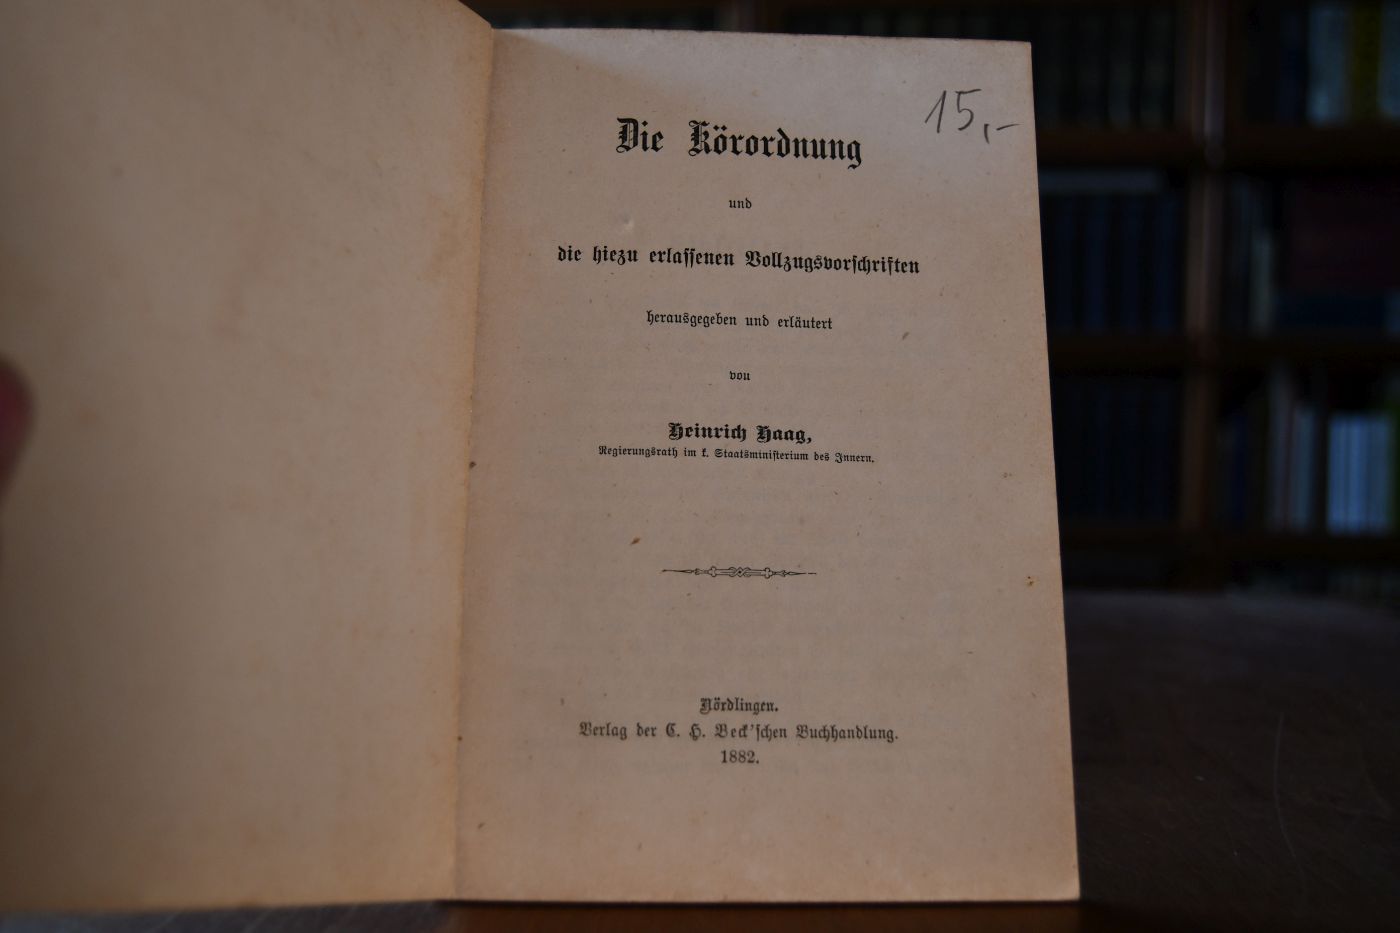 15,-
Die Körordnung
und
die hiezu erlassenen Vollzugsvorschriften
herausgegeben und erläutert
von
Heinrich Haag,
Regierungsrath im k. Staatsministerium des Innern.
Nördlingen.
Verlag der C. H. Beck'schen Buchhandlung.
1882.